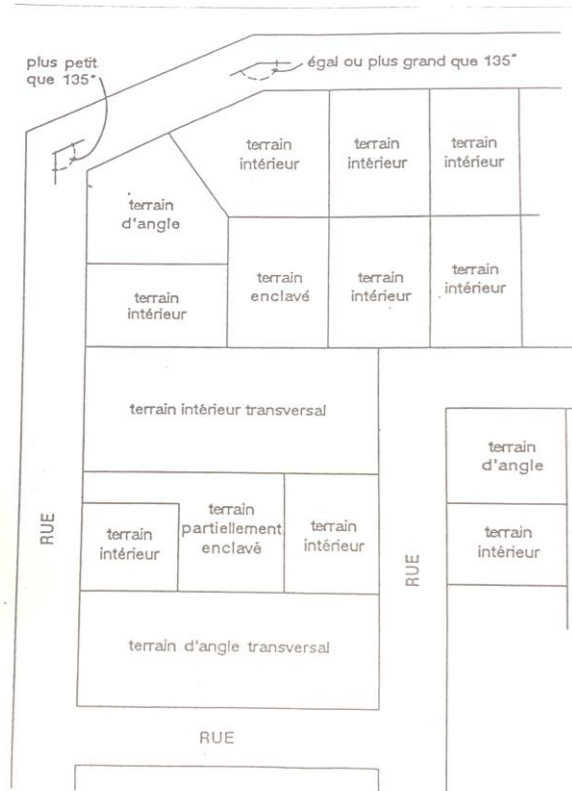 plus petit
que 135°
égal ou plus grand que 135°
terrain
intérieur
terrain
intérieur
terrain
intérieur
terrain
d'angle
terrain
intérieur
terrain
enclavé
terrain
intérieur
terrain
intérieur
terrain intérieur transversal
terrain
d'angle
RUE
terrain
intérieur
terrain
partiellement
enclavé
terrain
intérieur
RUE
terrain
intérieur
terrain d'angle transversal
RUE